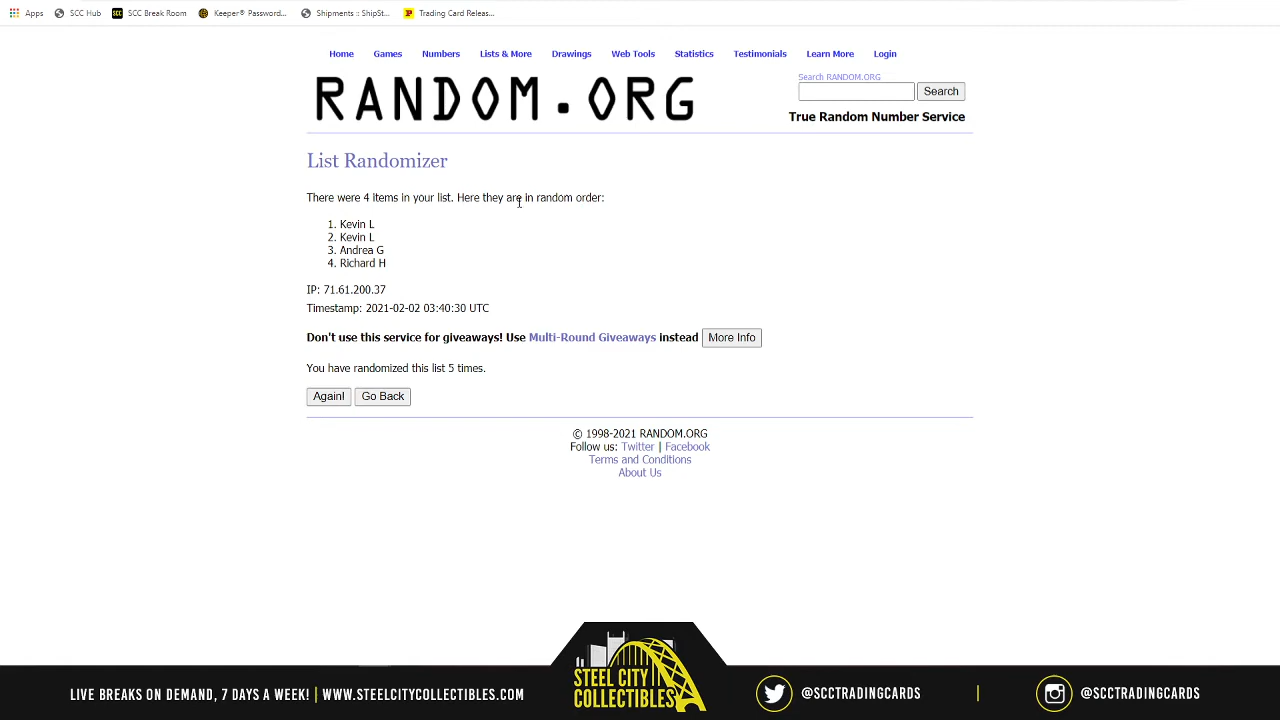 Apps SCC Hub SCC Break Room Keeper® Password... Shipments :: ShipSt... Trading Card Releas...
Home Games Numbers Lists & More Drawings Web Tools Statistics Testimonials Learn More Login
RANDOM.ORG
Search RANDOM.ORG
Search
True Random Number Service
List Randomizer
There were 4 items in your list. Here they are in random order:
1. Kevin L
2. Kevin L
3. Andrea G
4. Richard H
IP: 71.61.200.37
Timestamp: 2021-02-02 03:40:30 UTC
Don't use this service for giveaways! Use Multi-Round Giveaways instead More Info
You have randomized this list 5 times.
Again! Go Back
© 1998-2021 RANDOM.ORG
Follow us: Twitter | Facebook
Terms and Conditions
About Us
LIVE BREAKS ON DEMAND, 7 DAYS A WEEK! | WWW.STEELCITYCOLLECTIBLES.COM
STEEL CITY
COLLECTIBLES
@SCCTRADINGCARDS | @SCCTRADINGCARDS